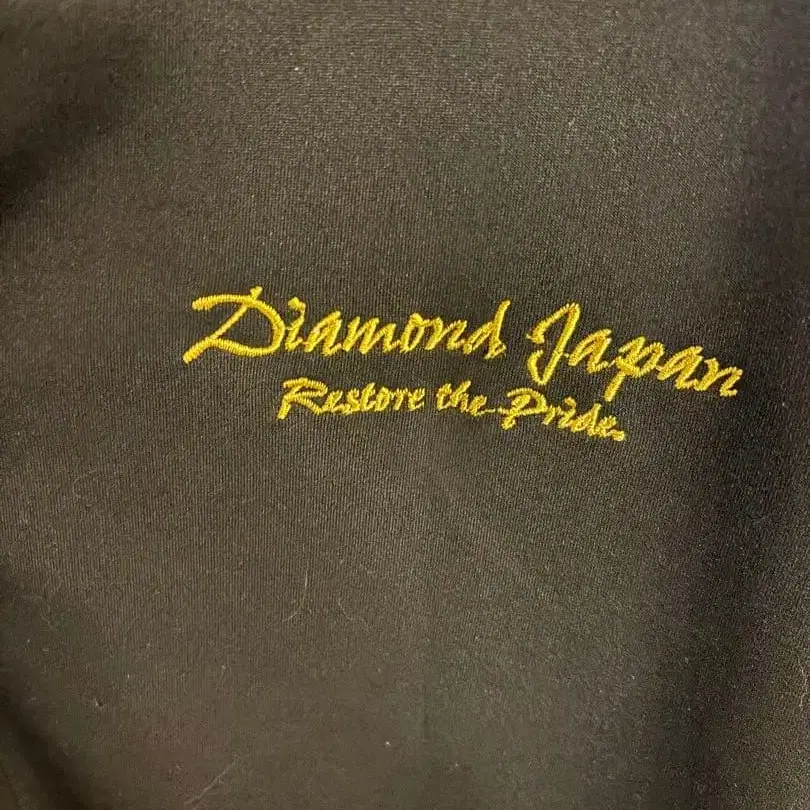 Diamond Japan
Restore the Pride.